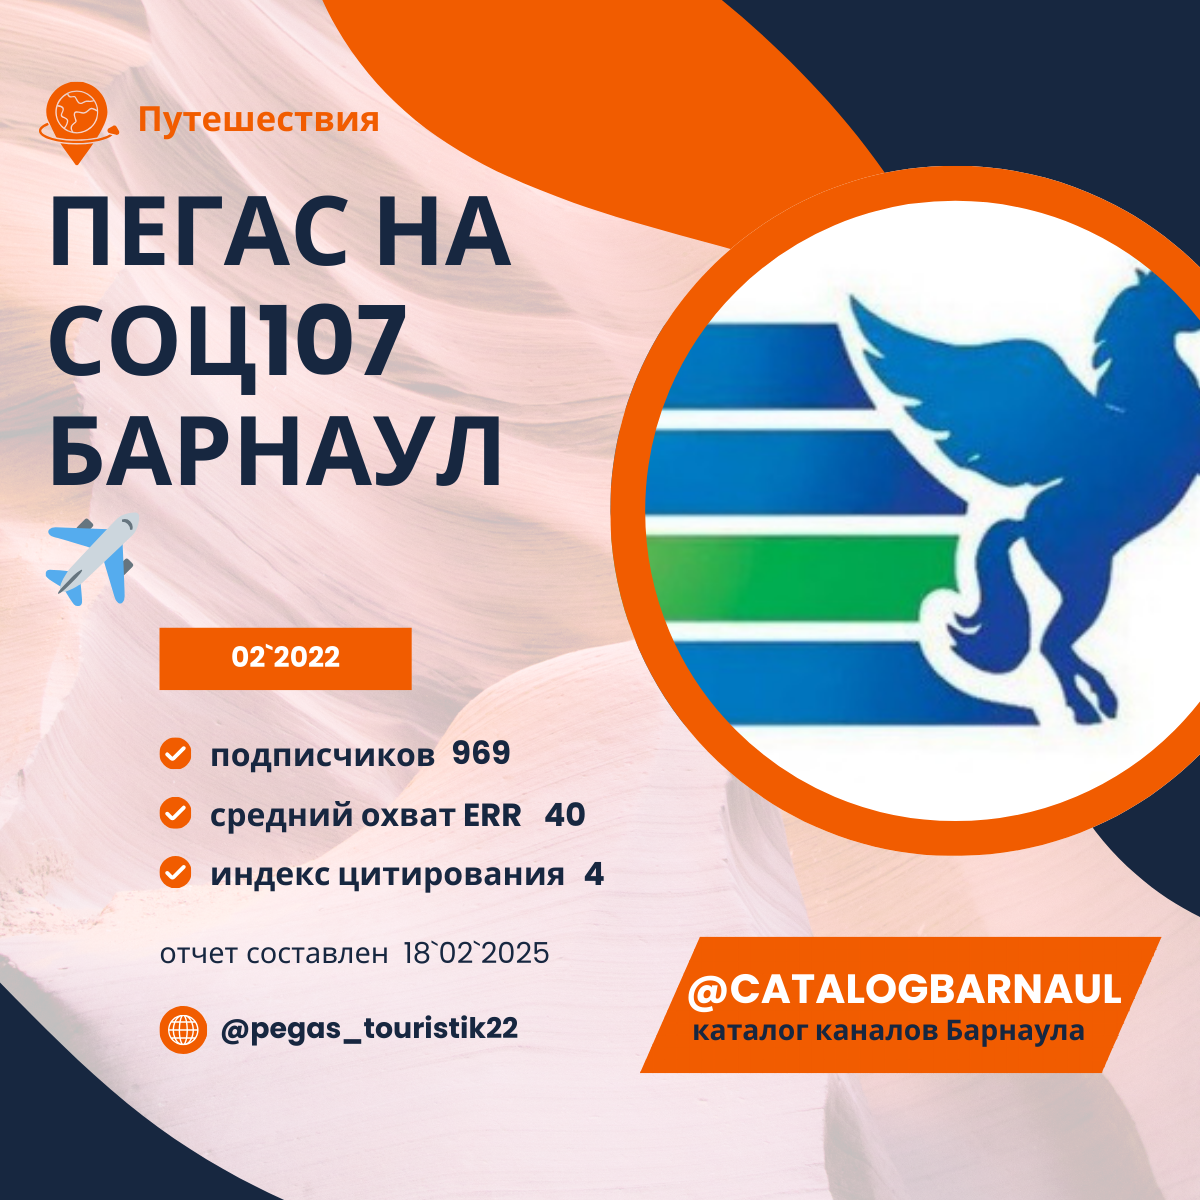 Путешествия
ПЕГАС НА
СОЦ107
БАРНАУЛ
02`2022
подписчиков 969
средний охват ERR 40
индекс цитирования 4
отчет составлен 18`02`2025
@pegas_touristik22
@CATALOGBARNAUL
каталог каналов Барнаула